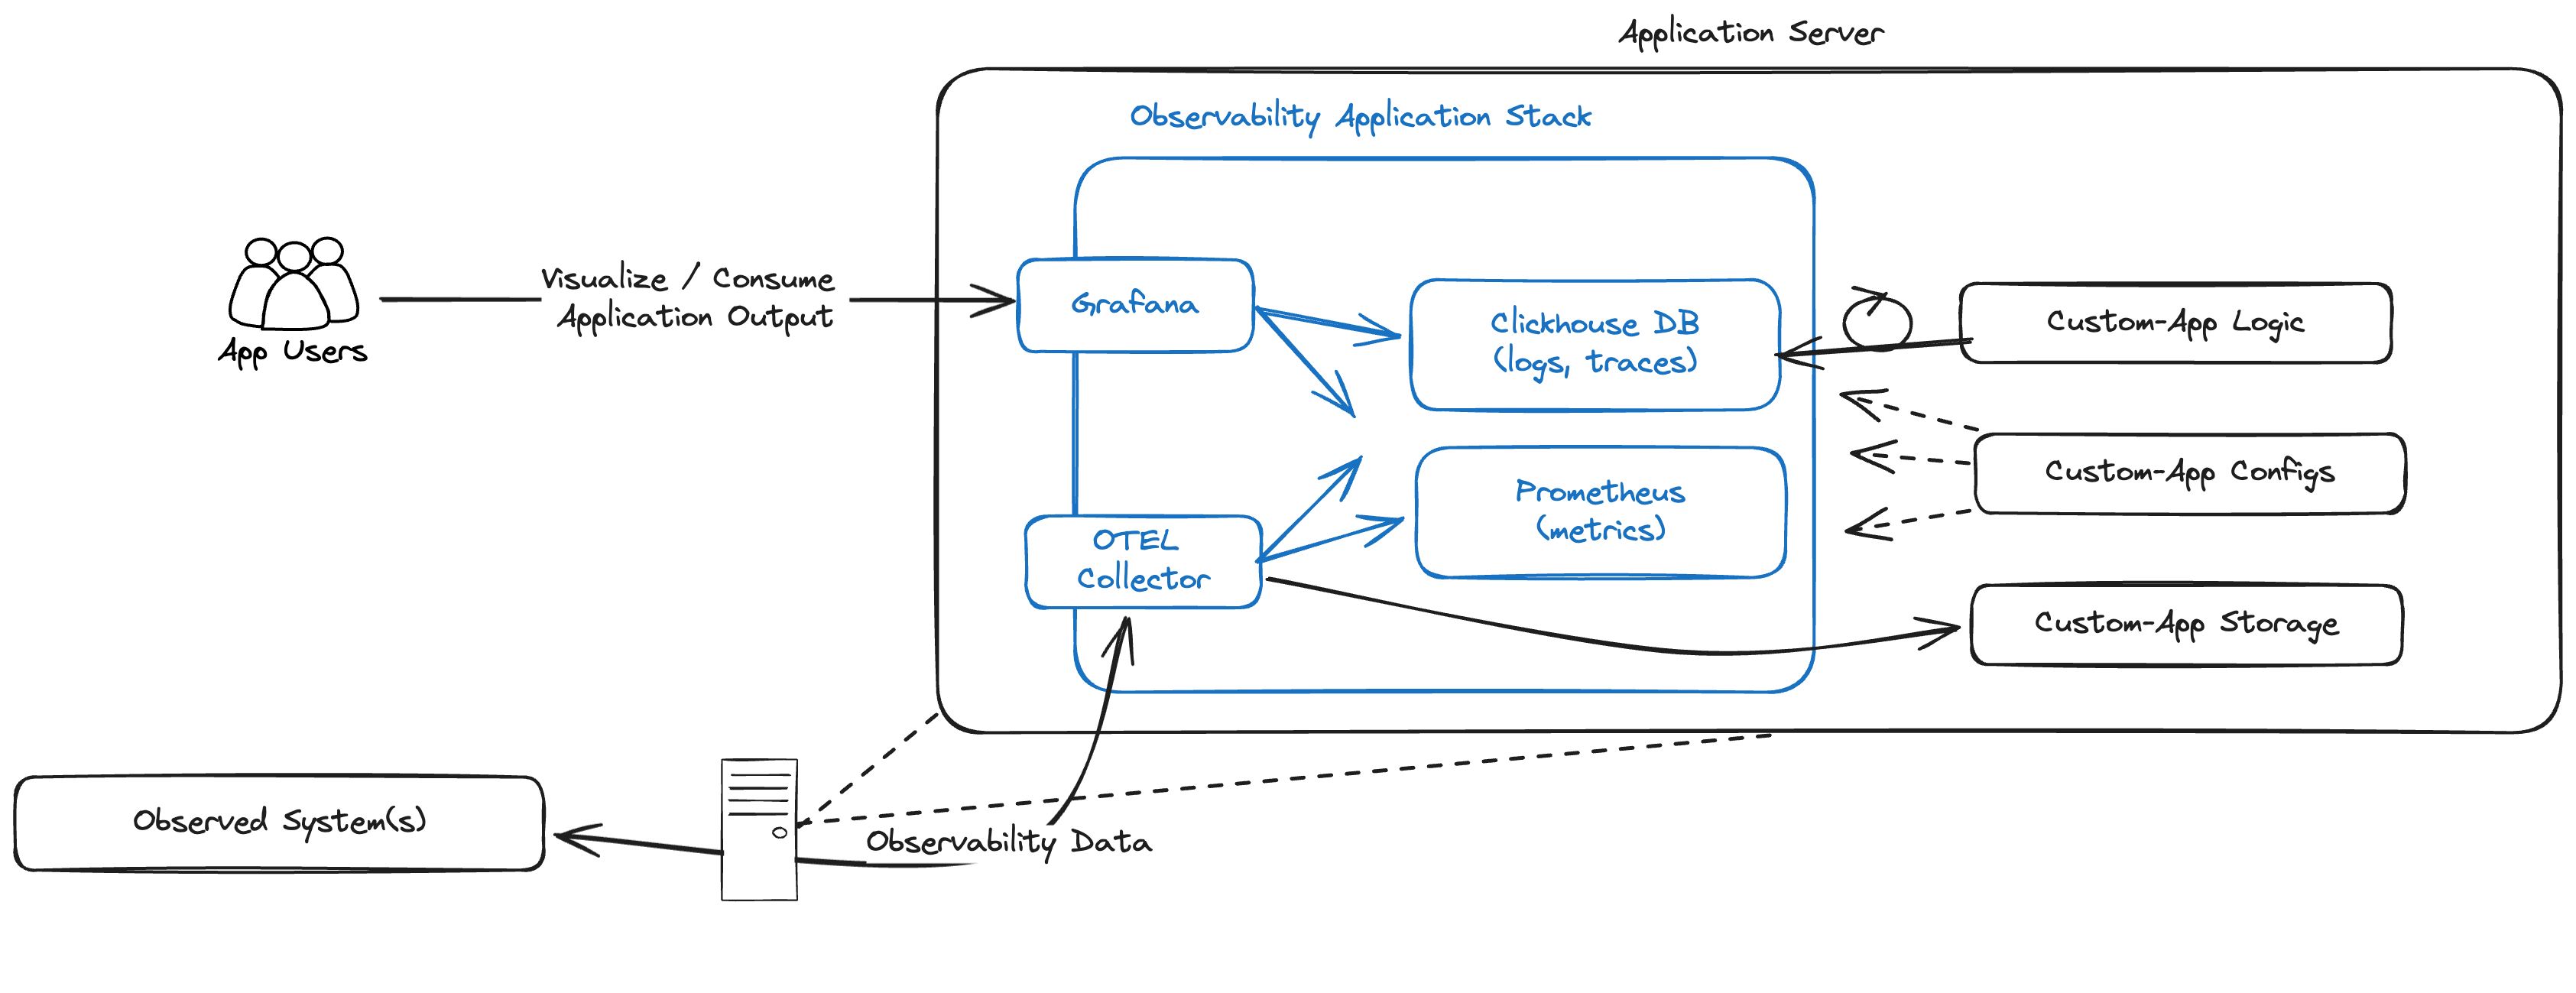 Application Server
Observability Application Stack
Visualize / Consume
Application Output
App Users
Grafana
Clickhouse DB
(logs, traces)
Custom-App Logic
Custom-App Configs
Prometheus
(metrics)
OTEL
Collector
Custom-App Storage
Observed System(s)
Observability Data